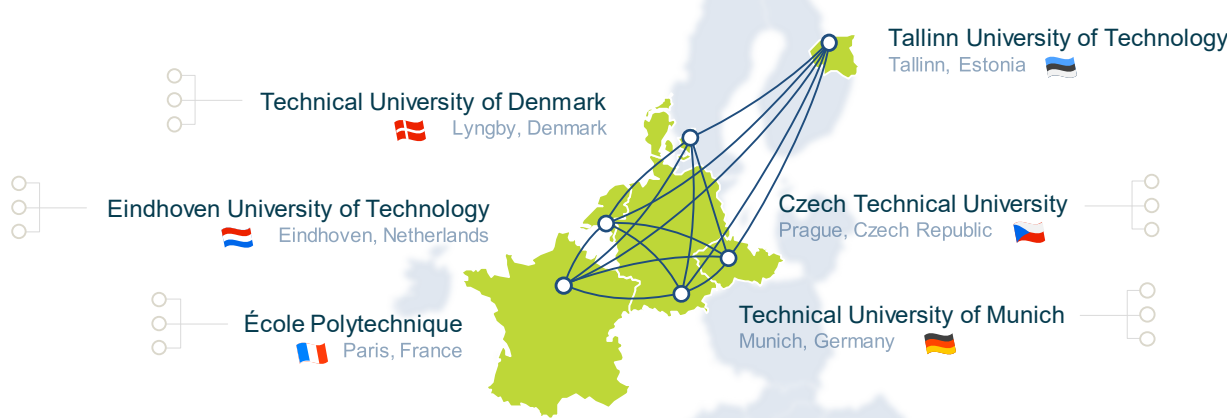 Tallinn University of Technology
Tallinn, Estonia
Technical University of Denmark
Lyngby, Denmark
Eindhoven University of Technology
Eindhoven, Netherlands
Czech Technical University
Prague, Czech Republic
École Polytechnique
Paris, France
Technical University of Munich
Munich, Germany